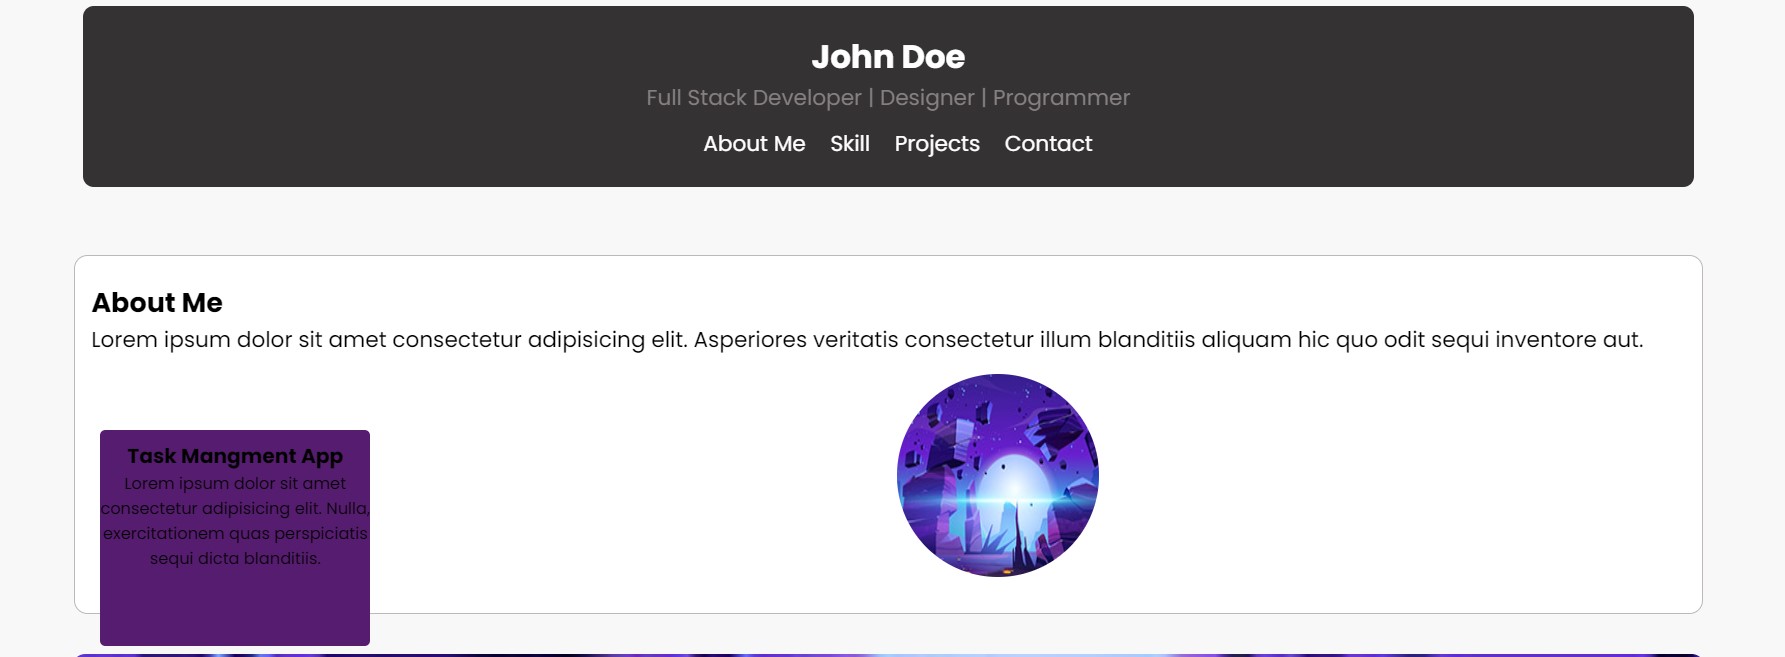 John Doe
Full Stack Developer | Designer | Programmer
About Me Skill Projects Contact
About Me
Lorem ipsum dolor sit amet consectetur adipisicing elit. Asperiores veritatis consectetur illum blanditiis aliquam hic quo odit sequi inventore aut.
Task Mangment App
Lorem ipsum dolor sit amet
consectetur adipisicing elit. Nulla,
exercitationem quas perspiciatis
sequi dicta blanditiis.